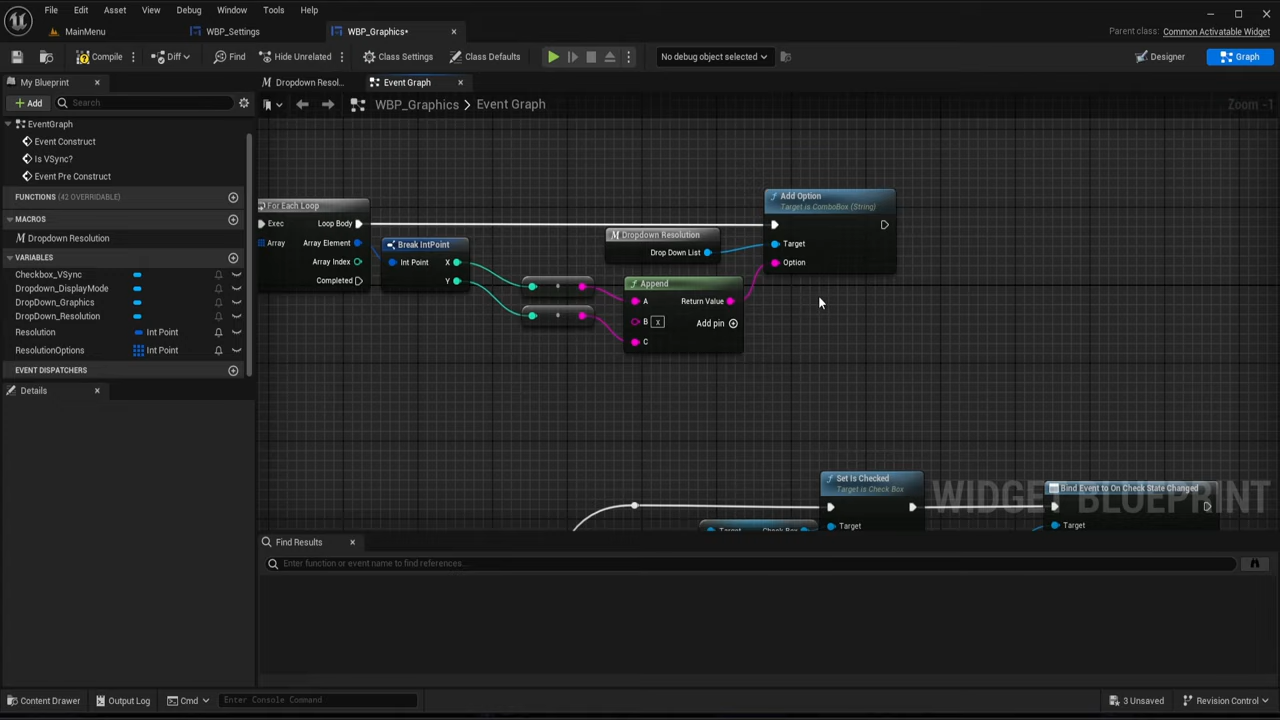 File Edit Asset View Debug Window Tools Help
MainMenu WBP_Settings WBP_Graphics• Parent class: Common Activatable Widget
Compile Diff Find Hide Unrelated Class Settings Class Defaults No debug object selected Designer Graph
My Blueprint Dropdown Resol... Event Graph
Add Search WBP_Graphics > Event Graph Zoom -1
EventGraph
Event Construct
Is VSync?
Event Pre Construct
FUNCTIONS (42 OVERRIDABLE)
MACROS
Dropdown Resolution
VARIABLES
Checkbox_VSync
Dropdown_DisplayMode
DropDown_Graphics
DropDown_Resolution
Resolution Int Point
ResolutionOptions Int Point
EVENT DISPATCHERS
Details
For Each Loop
Exec Loop Body
Array Array Element
Array Index
Completed
Break IntPoint
Int Point X
Y
Dropdown Resolution
Drop Down List
Append
A Return Value
B x Add pin
C
Add Option
Target is ComboBox (String)
Target
Option
Set Is Checked
Target is Check Box
Target
Target Check Box
Bind Event to On Check State Changed
Target
WIDGET BLUEPRINT
Find Results
Enter function or event name to find references...
Content Drawer Output Log Cmd Enter Console Command 3 Unsaved Revision Control